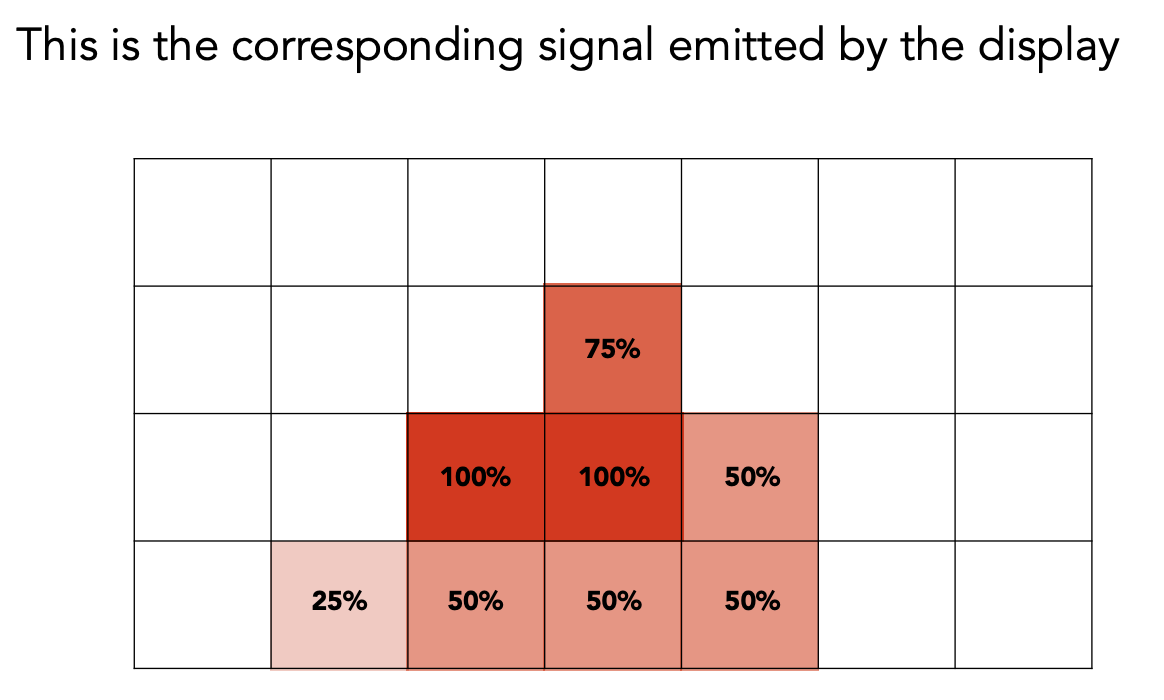 This is the corresponding signal emitted by the display
75%
100% 100% 50%
25% 50% 50% 50%